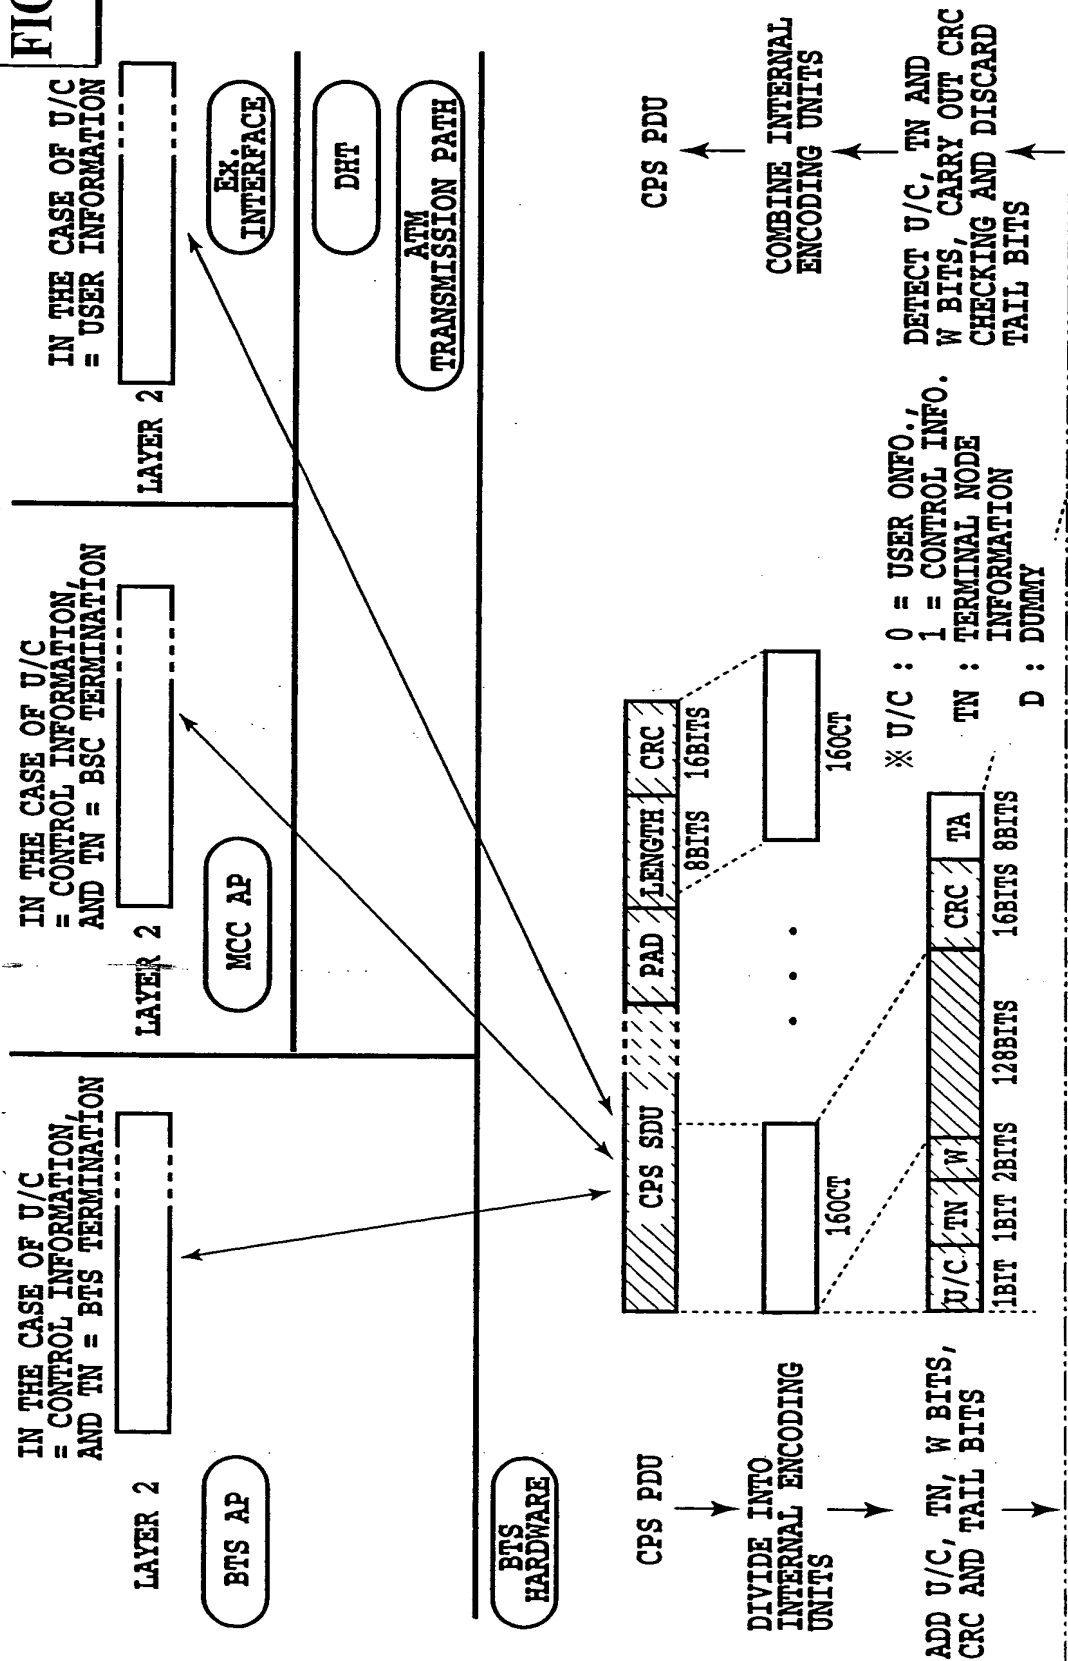 FIG
IN THE CASE OF U/C
= CONTROL INFORMATION,
AND TN = BTS TERMINATION
LAYER 2
BTS AP
IN THE CASE OF U/C
= CONTROL INFORMATION,
AND TN = BSC TERMINATION
LAYER 2
MCC AP
IN THE CASE OF U/C
= USER INFORMATION
LAYER 2
EX.
INTERFACE
DHT
ATM
TRANSMISSION PATH
BTS
HARDWARE
CPS PDU
DIVIDE INTO
INTERNAL ENCODING
UNITS
ADD U/C, TN, W BITS,
CRC AND TAIL BITS
CPS SDU PAD LENGTH CRC
8BITS 16BITS
16OCT 16OCT
U/C TN W CRC TA
1BIT 1BIT 2BITS 128BITS 16BITS 8BITS
※ U/C : 0 = USER ONFO.,
1 = CONTROL INFO.
TN : TERMINAL NODE
INFORMATION
D : DUMMY
CPS PDU
COMBINE INTERNAL
ENCODING UNITS
DETECT U/C, TN AND
W BITS, CARRY OUT CRC
CHECKING AND DISCARD
TAIL BITS